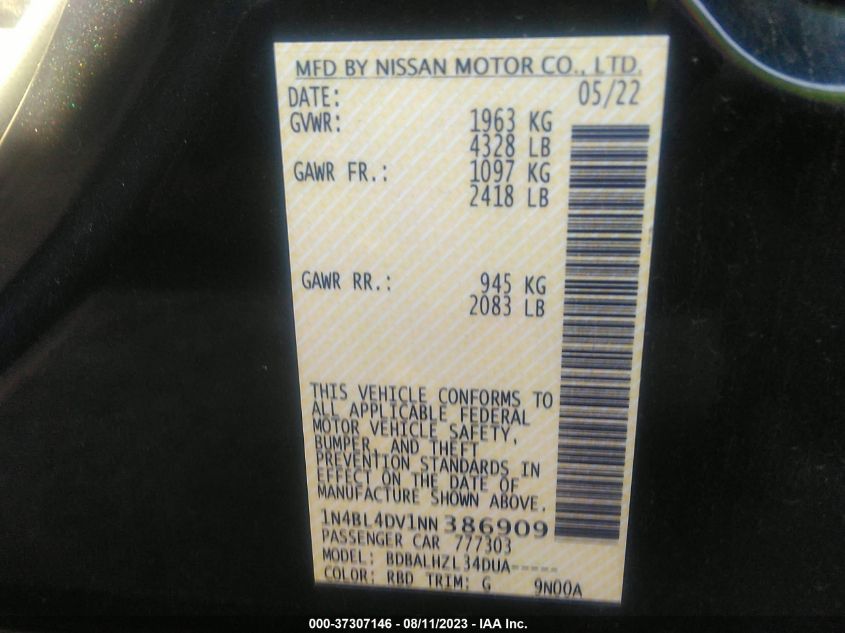 MFD BY NISSAN MOTOR CO., LTD.
DATE: 05/22
GVWR: 1963 KG
4328 LB
GAWR FR.: 1097 KG
2418 LB
GAWR RR.: 945 KG
2083 LB
THIS VEHICLE CONFORMS TO
ALL APPLICABLE FEDERAL
MOTOR VEHICLE SAFETY,
BUMPER, AND THEFT
PREVENTION STANDARDS IN
EFFECT ON THE DATE OF
MANUFACTURE SHOWN ABOVE.
1N4BL4DV1NN 386909
PASSENGER CAR 777303
MODEL: BDBALHZL34DUA-----
COLOR: RBD TRIM: G 9N00A
000-37307146 - 08/11/2023 - IAA Inc.